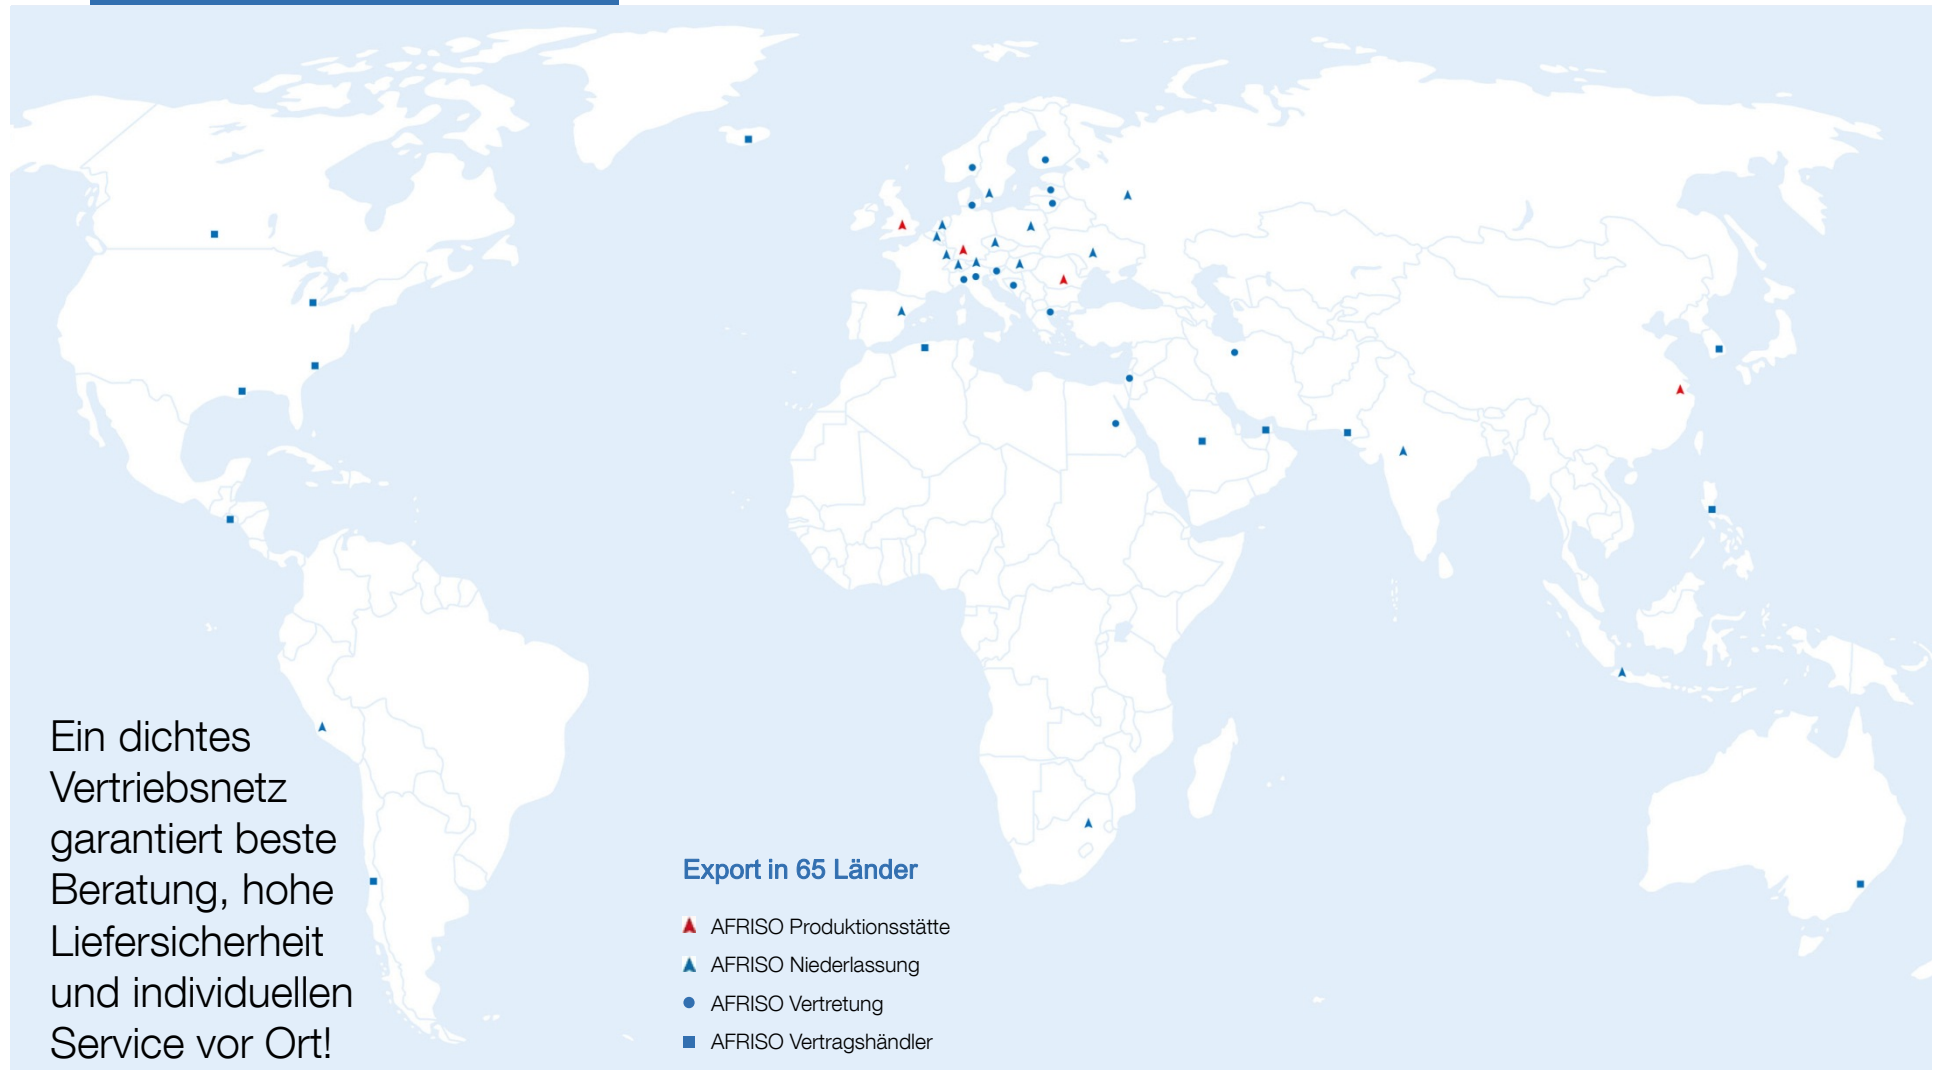 Ein dichtes
Vertriebsnetz
garantiert beste
Beratung, hohe
Liefersicherheit
und individuellen
Service vor Ort!
Export in 65 Länder
AFRISO Produktionsstätte
AFRISO Niederlassung
AFRISO Vertretung
AFRISO Vertragshändler